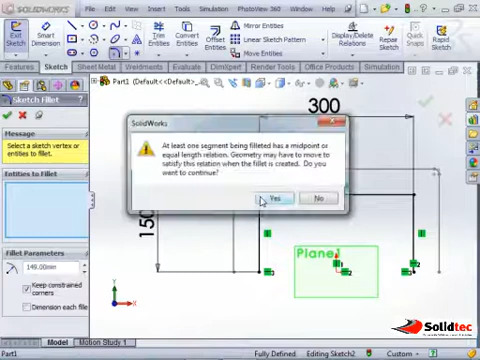 SolidWorks
File Edit View Insert Tools Simulation PhotoView 360 Window Help
Exit Sketch
Smart Dimension
Trim Entities
Convert Entities
Offset Entities
Mirror Entities
Linear Sketch Pattern
Move Entities
Display/Delete Relations
Repair Sketch
Quick Snaps
Rapid Sketch
Features Sketch Sheet Metal Weldments Evaluate DimXpert Render Tools Office Products Simulation
Part1 (Default<<Default>...
Sketch Fillet
Message
Select a sketch vertex or entities to fillet.
Entities to Fillet
Fillet Parameters
149.00mm
Keep constrained corners
Dimension each fillet
300
150
SolidWorks
At least one segment being filleted has a midpoint or
equal length relation. Geometry may have to move to
satisfy this relation when the fillet is created. Do you
want to continue?
Yes No
Plane1
Y
X
Model Motion Study 1
Part1 Fully Defined Editing Sketch2 Custom
Solidtec